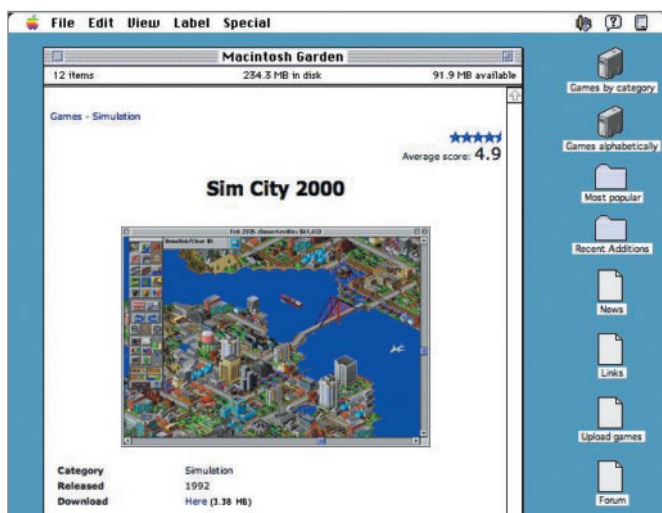 File Edit View Label Special
Macintosh Garden
12 items 234.3 MB in disk 91.9 MB available
Games - Simulation
Average score: 4.9
Sim City 2000
Category Simulation
Released 1992
Download Here (3.38 MB)
Games by category
Games alphabetically
Most popular
Recent Additions
News
Links
Upload games
Forum